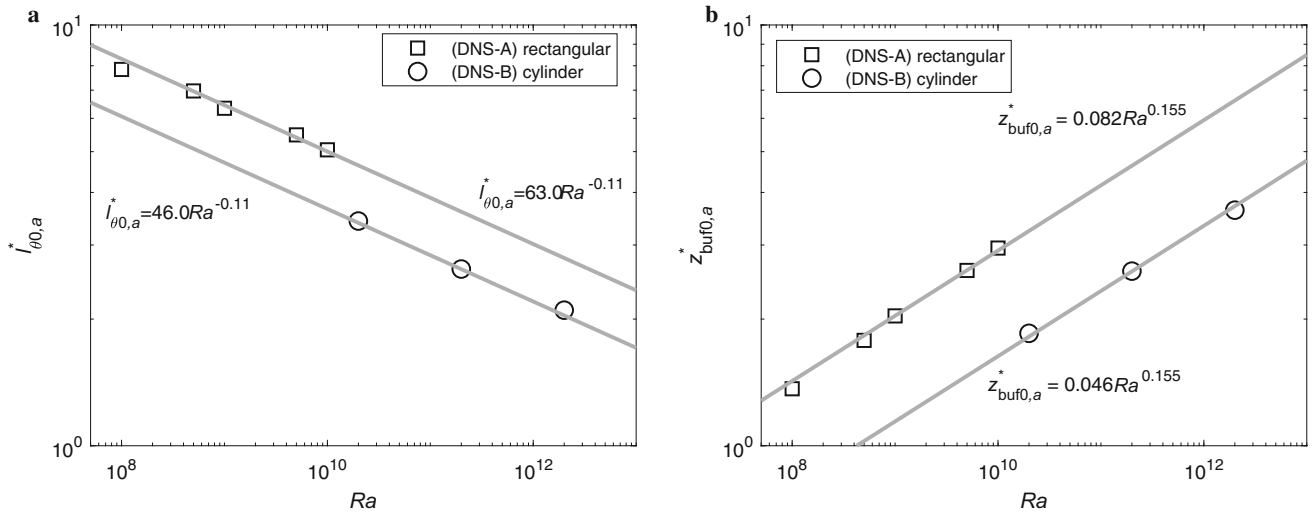 a
10^1
(DNS-A) rectangular
(DNS-B) cylinder
l^*_{θ0,a}=63.0Ra^{-0.11}
l^*_{θ0,a}=46.0Ra^{-0.11}
l^*_{θ0,a}
10^0
10^8
10^10
10^12
Ra
b
10^1
(DNS-A) rectangular
(DNS-B) cylinder
z^*_{buf0,a} = 0.082Ra^{0.155}
z^*_{buf0,a}
z^*_{buf0,a} = 0.046Ra^{0.155}
10^0
10^8
10^10
10^12
Ra